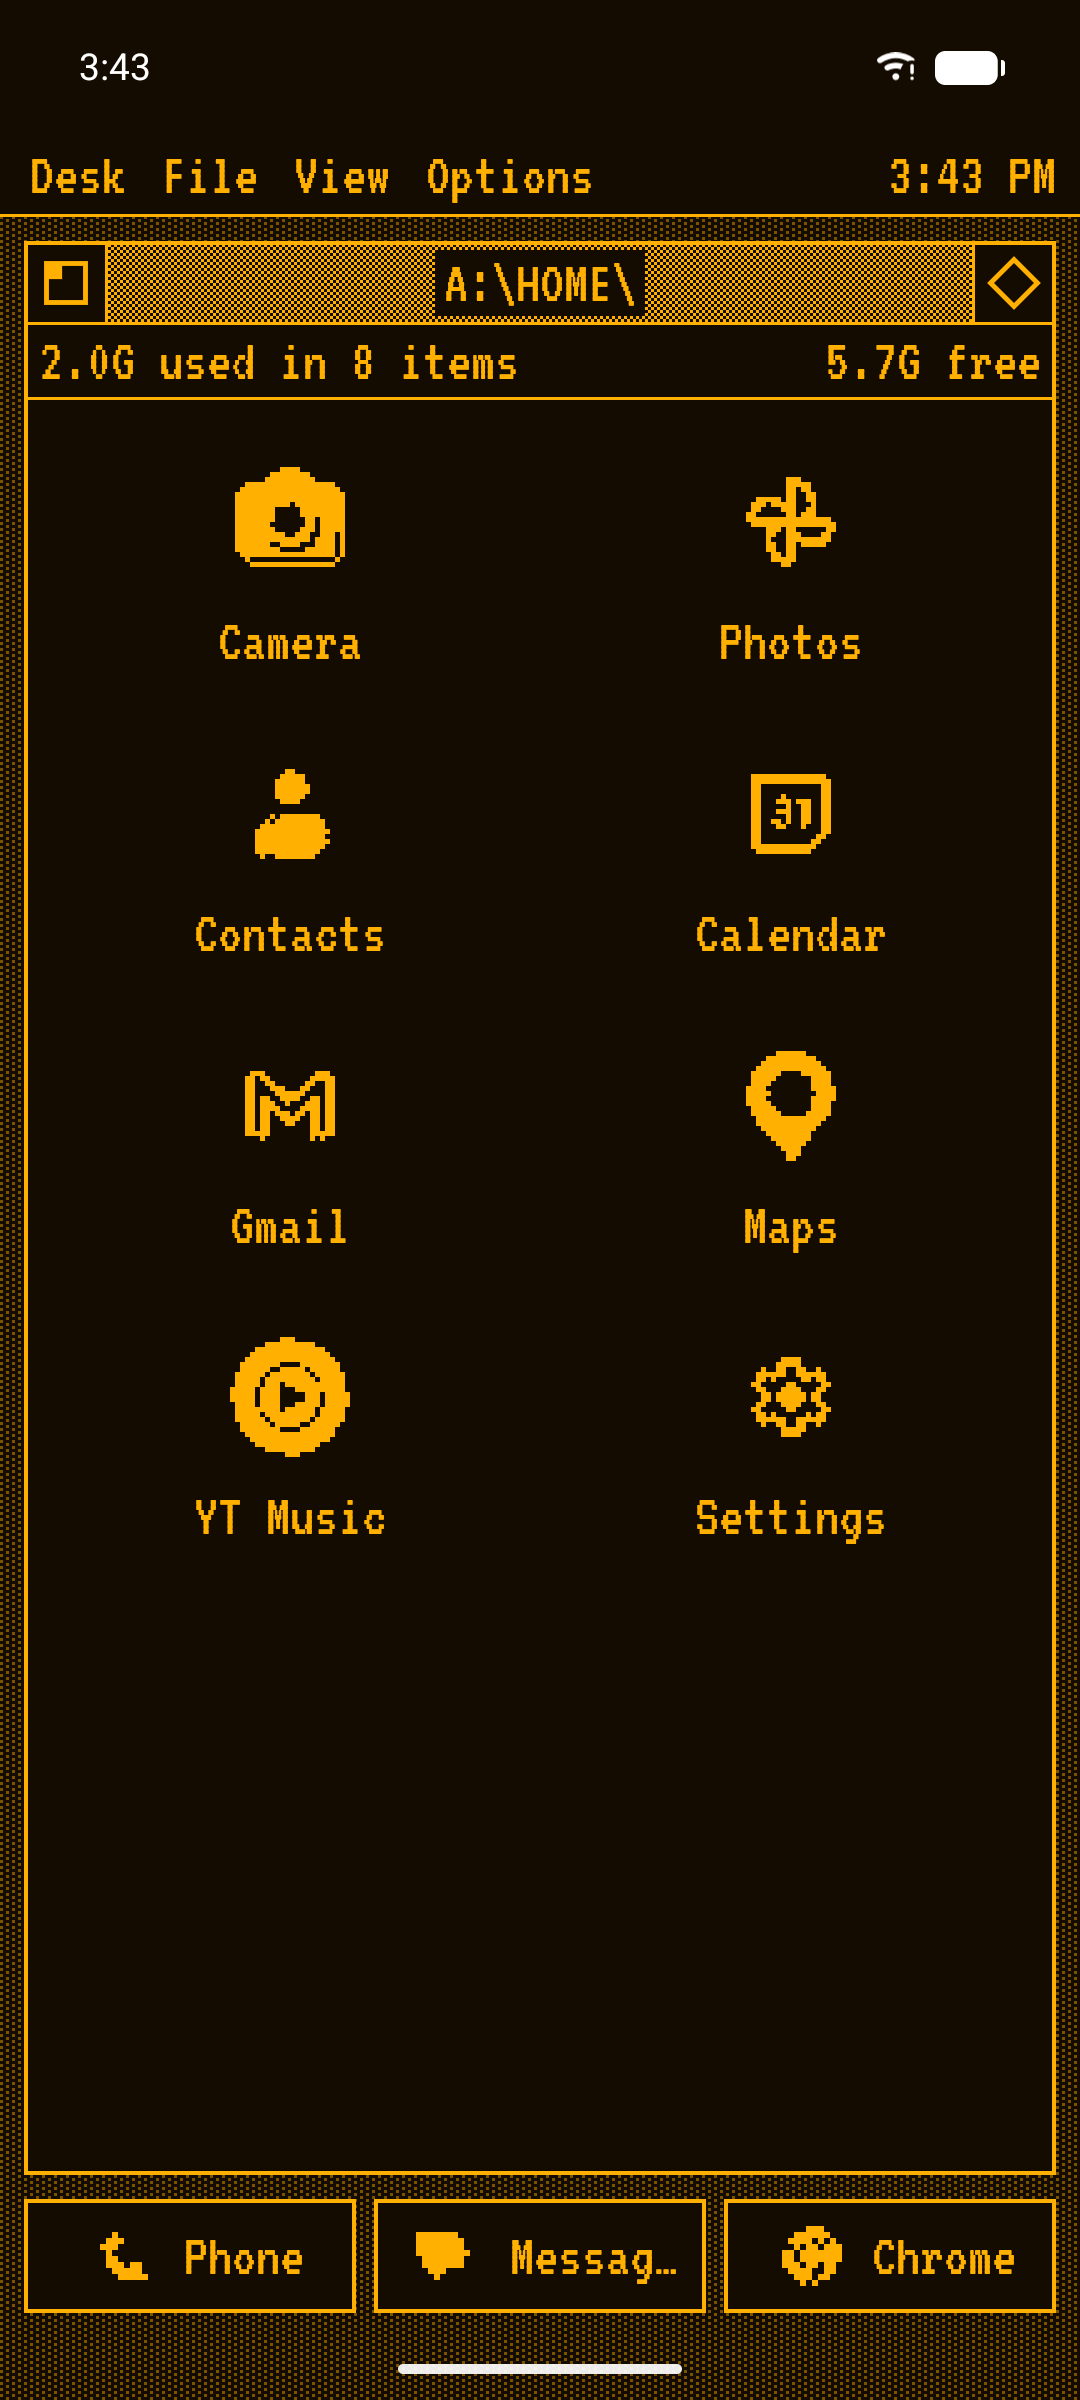 3:43
Desk File View Options 3:43 PM
A:\HOME\
2.0G used in 8 items 5.7G free
Camera Photos
31
Contacts Calendar
Gmail Maps
YT Music Settings
Phone Messag… Chrome